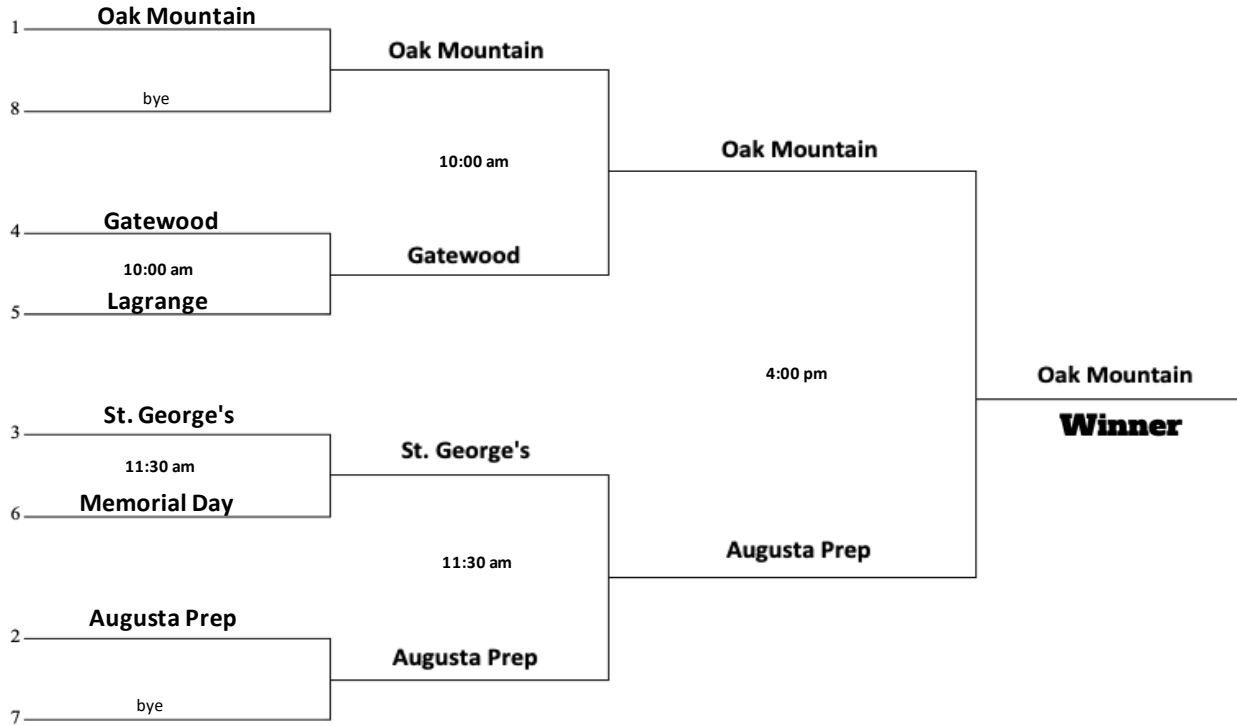 1 Oak Mountain
8 bye
Oak Mountain
10:00 am
4 Gatewood
10:00 am
5 Lagrange
Gatewood
Oak Mountain
4:00 pm
3 St. George's
11:30 am
6 Memorial Day
St. George's
11:30 am
2 Augusta Prep
7 bye
Augusta Prep
Augusta Prep
Oak Mountain
Winner